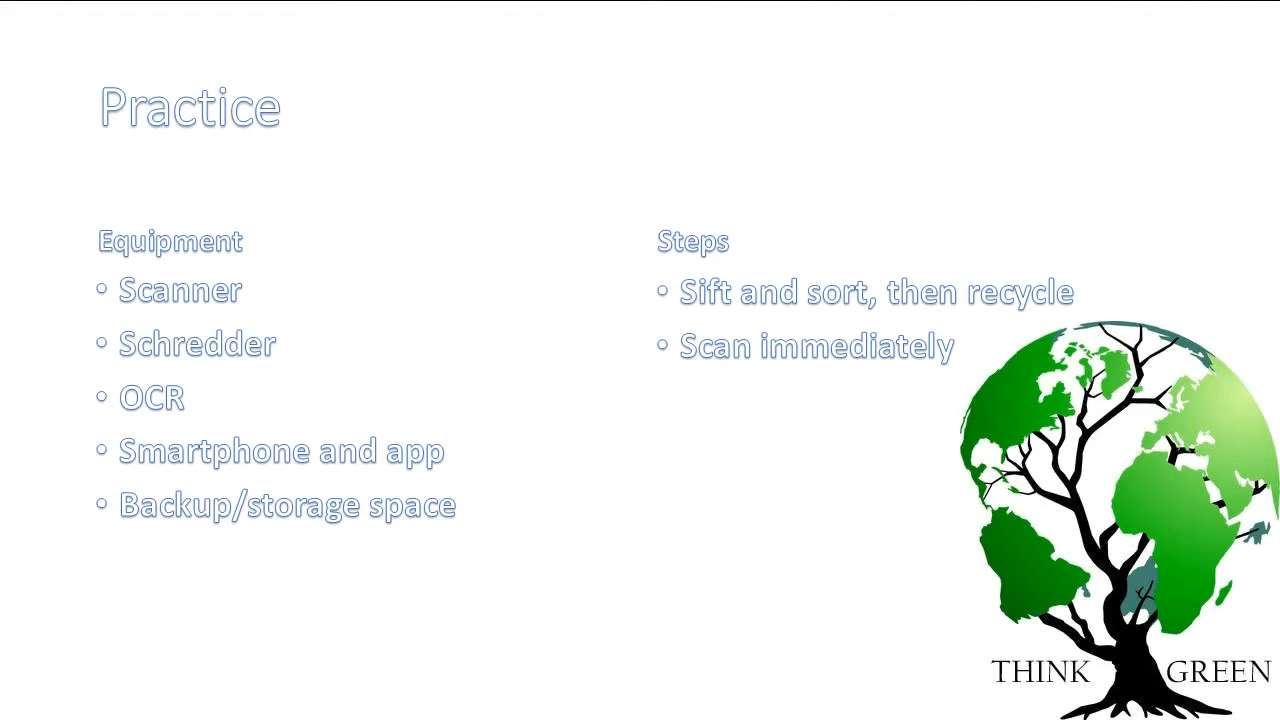 Practice
Equipment
• Scanner
• Schredder
• OCR
• Smartphone and app
• Backup/storage space
Steps
• Sift and sort, then recycle
• Scan immediately
THINK GREEN